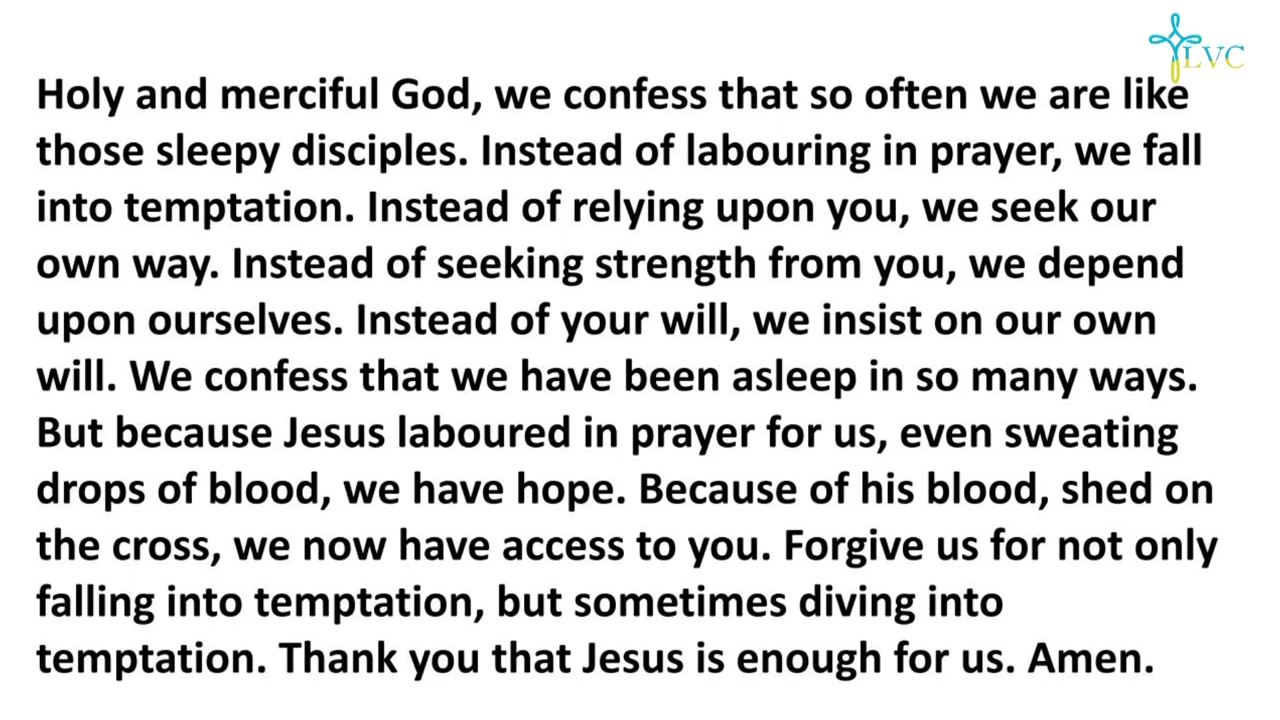 LVC
Holy and merciful God, we confess that so often we are like
those sleepy disciples. Instead of labouring in prayer, we fall
into temptation. Instead of relying upon you, we seek our
own way. Instead of seeking strength from you, we depend
upon ourselves. Instead of your will, we insist on our own
will. We confess that we have been asleep in so many ways.
But because Jesus laboured in prayer for us, even sweating
drops of blood, we have hope. Because of his blood, shed on
the cross, we now have access to you. Forgive us for not only
falling into temptation, but sometimes diving into
temptation. Thank you that Jesus is enough for us. Amen.